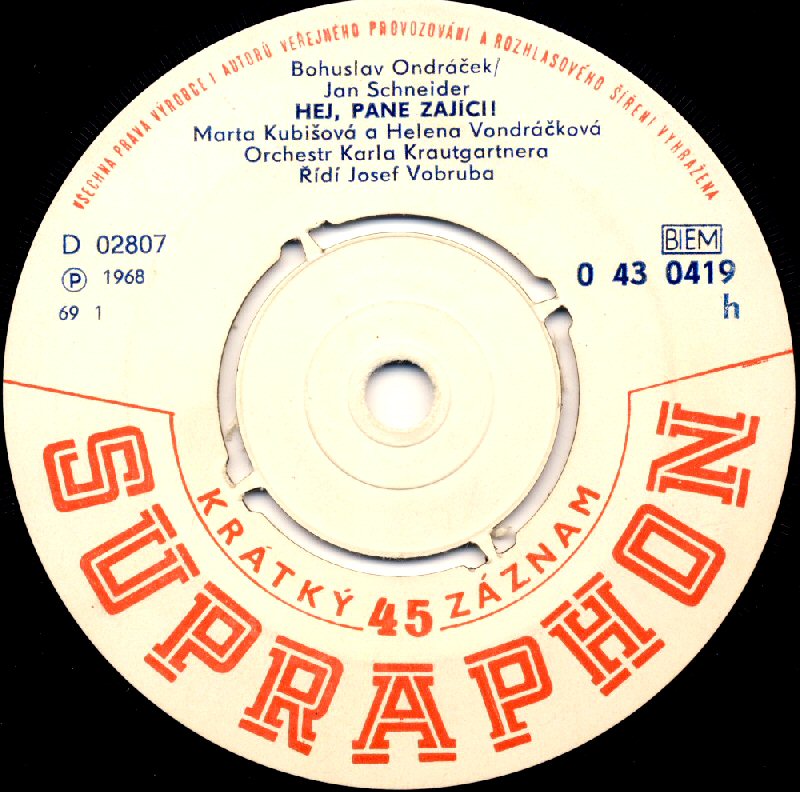 VŠECHNA PRÁVA VÝROBCE I AUTORŮ VEŘEJNÉHO PROVOZOVÁNÍ A ROZHLASOVÉHO ŠÍŘENÍ VYHRAŽENA
Bohuslav Ondráček/
Jan Schneider
HEJ, PANE ZAJÍCI!
Marta Kubišová a Helena Vondráčková
Orchestr Karla Krautgartnera
Řídí Josef Vobruba
D 02807
Ⓟ 1968
69 1
BIEM
0 43 0419
h
KRÁTKÝ 45 ZÁZNAM
SUPRAPHON